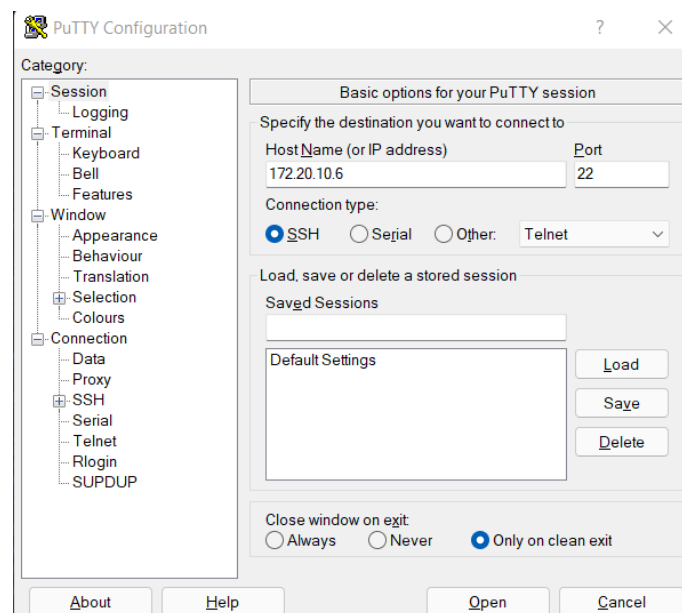 PuTTY Configuration
?
Category:
Session
Logging
Terminal
Keyboard
Bell
Features
Window
Appearance
Behaviour
Translation
Selection
Colours
Connection
Data
Proxy
SSH
Serial
Telnet
Rlogin
SUPDUP
Basic options for your PuTTY session
Specify the destination you want to connect to
Host Name (or IP address) Port
172.20.10.6 22
Connection type:
SSH Serial Other: Telnet
Load, save or delete a stored session
Saved Sessions
Default Settings
Load
Save
Delete
Close window on exit:
Always Never Only on clean exit
About Help Open Cancel